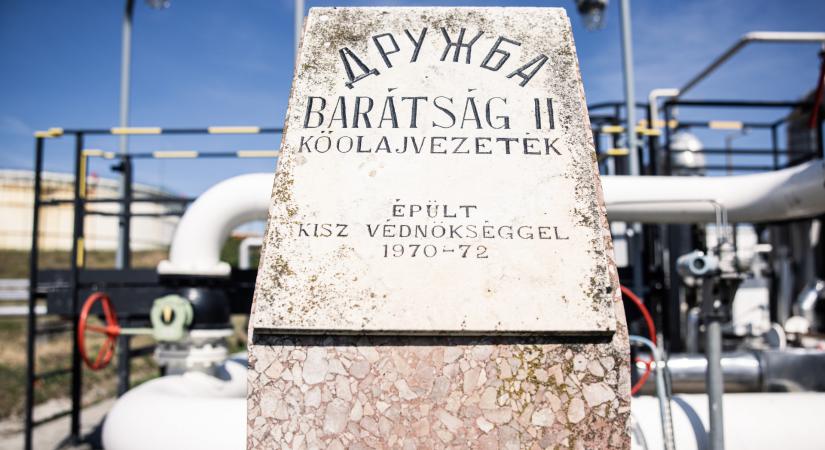 ДРУЖБА
BARÁTSÁG II
KŐOLAJVEZETÉK
ÉPÜLT
KISZ VÉDNÖKSÉGGEL
1970-72